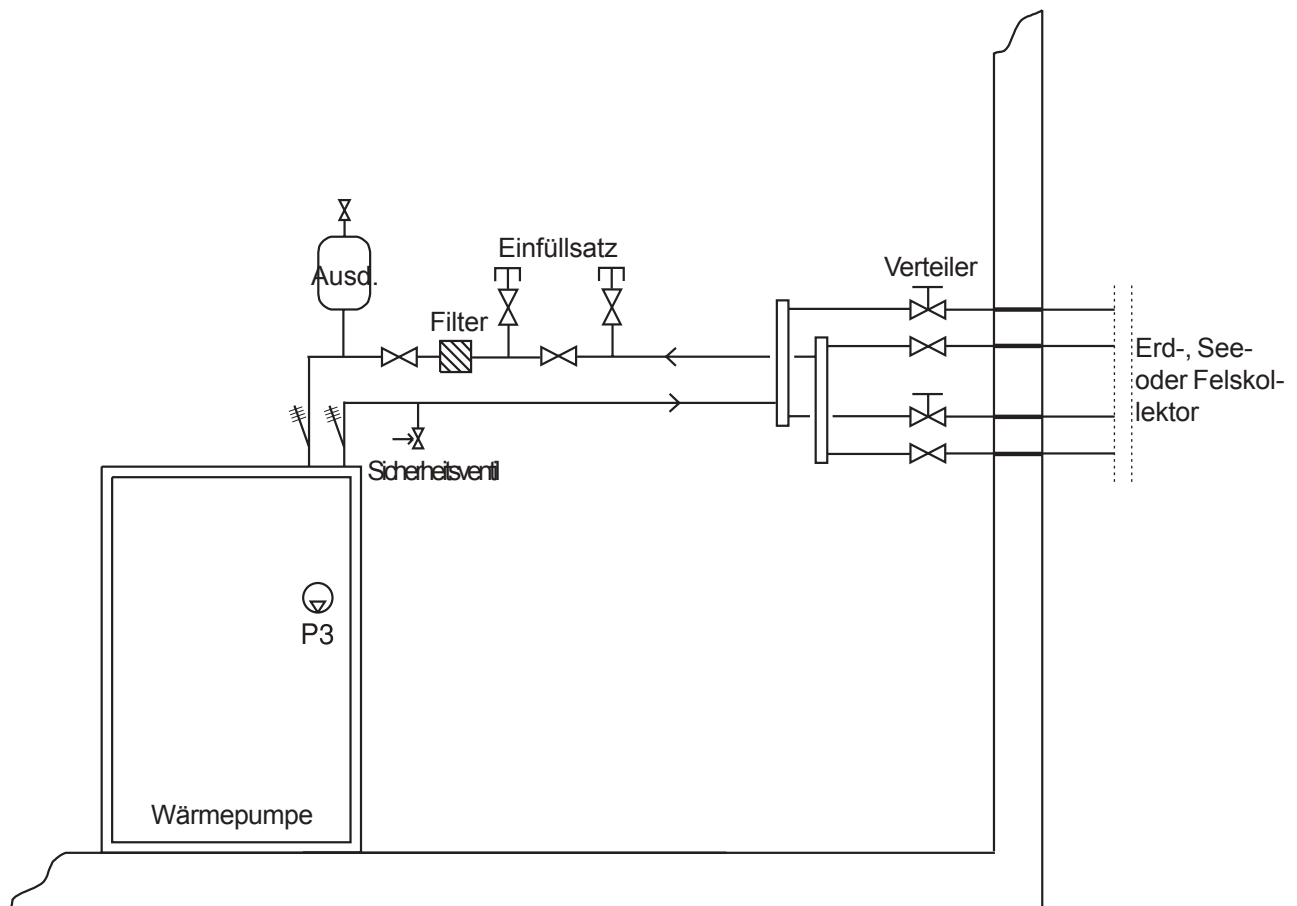 Einfüllsatz
Verteiler
Ausd.
Filter
Erd-, See-
oder Felskol-
lektor
Sicherheitsventil
P3
Wärmepumpe